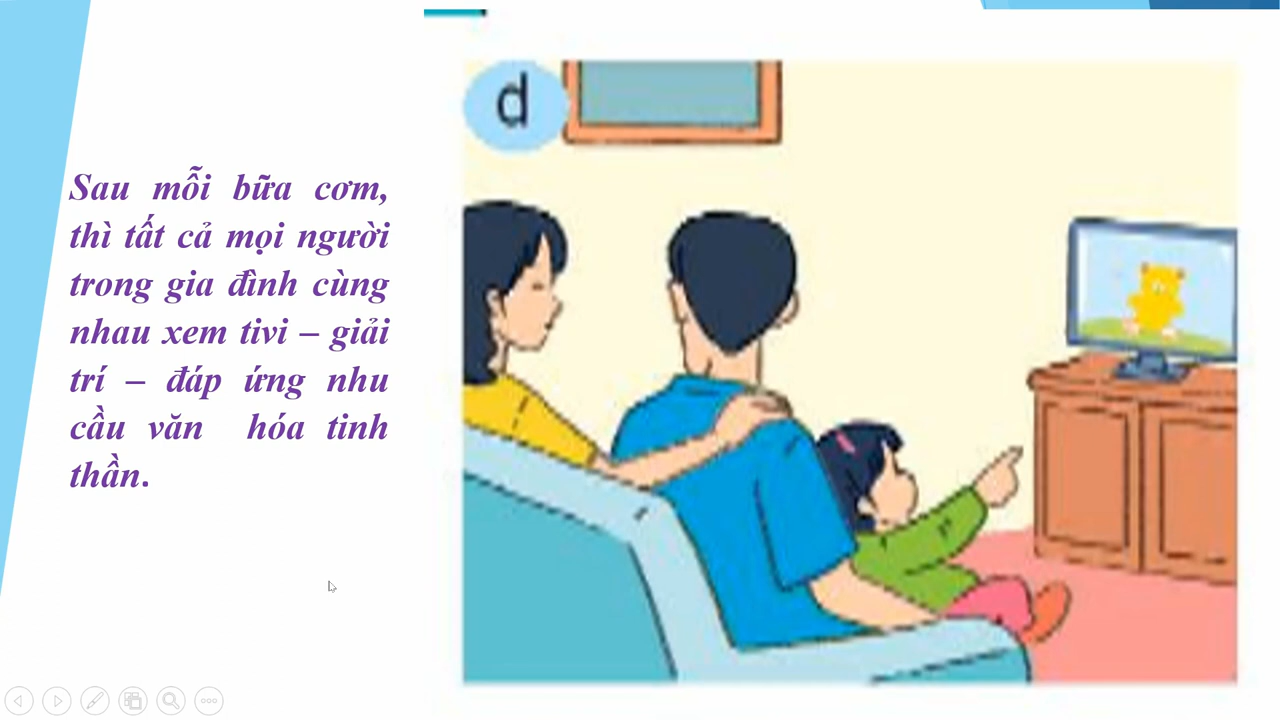 Sau mỗi bữa cơm,
thì tất cả mọi người
trong gia đình cùng
nhau xem tivi – giải
trí – đáp ứng nhu
cầu văn hóa tinh
thần.
d